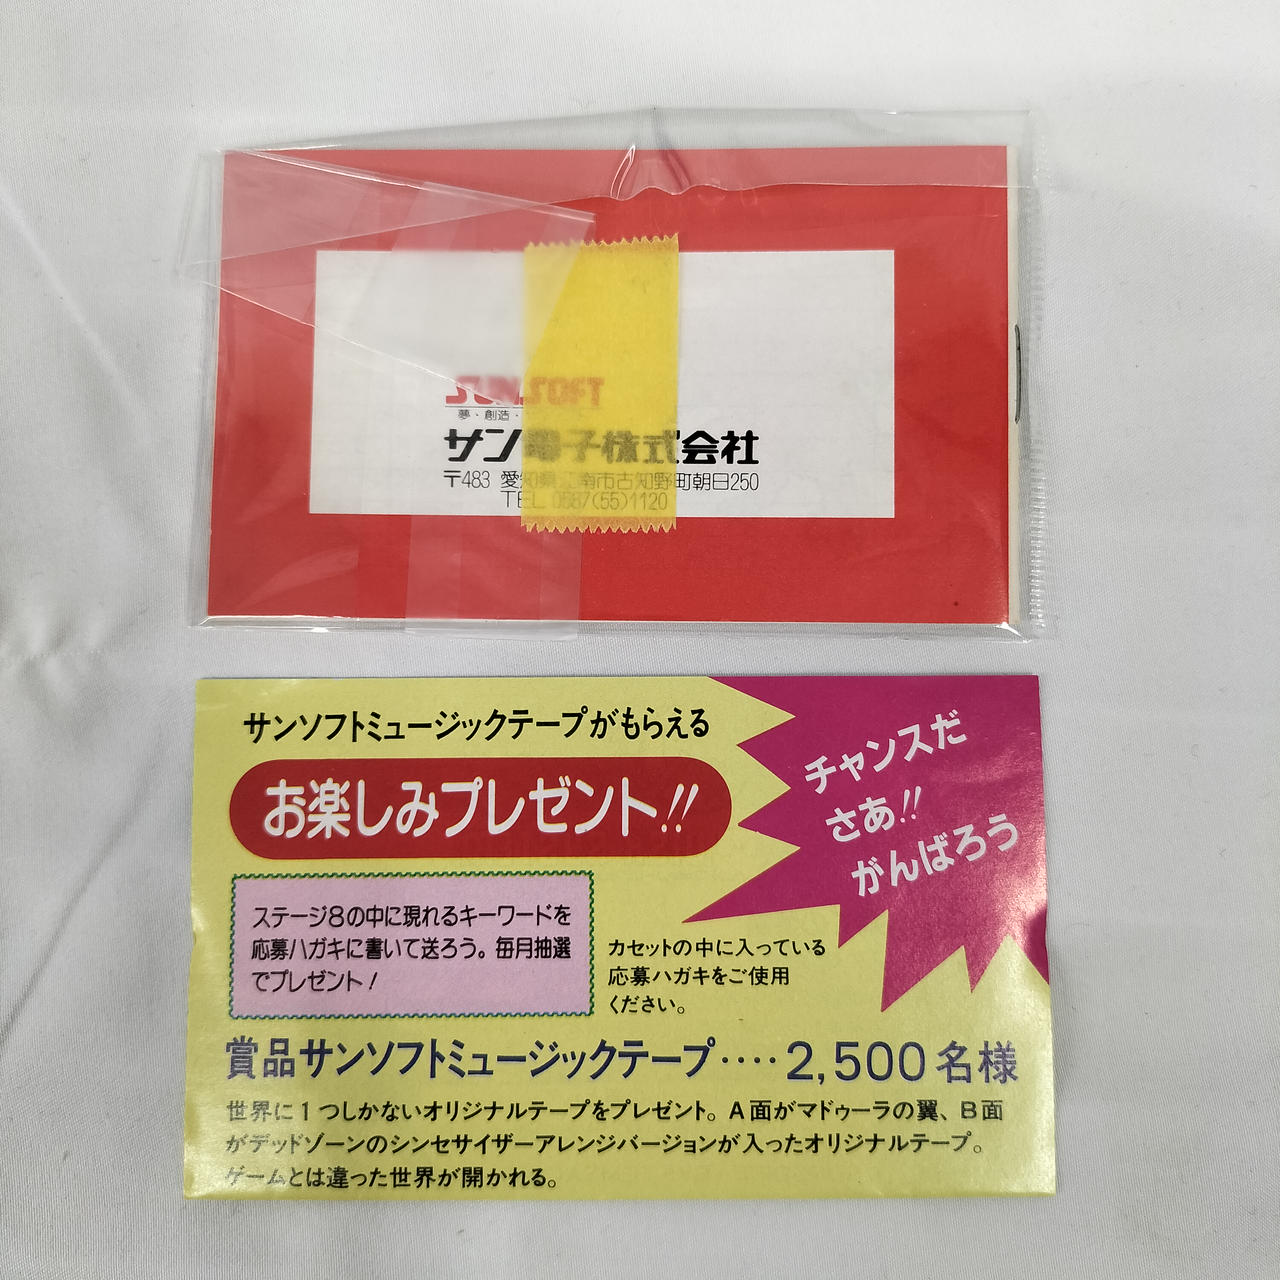 SUNSOFT
夢・創造・
サン電子株式会社
〒483 愛知県江南市古知野町朝日250
TEL 0587(55)1120
サンソフトミュージックテープがもらえる
お楽しみプレゼント!!
チャンスだ
さあ!!
がんばろう
ステージ8の中に現れるキーワードを
応募ハガキに書いて送ろう。毎月抽選
でプレゼント!
カセットの中に入っている
応募ハガキをご使用
ください。
賞品サンソフトミュージックテープ‥‥2,500名様
世界に1つしかないオリジナルテープをプレゼント。A面がマドゥーラの翼、B面
がデッドゾーンのシンセサイザーアレンジバージョンが入ったオリジナルテープ。
ゲームとは違った世界が開かれる。